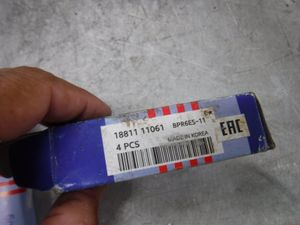 18811 11061 BPR6ES-11
4 PCS MADE IN KOREA
EAC